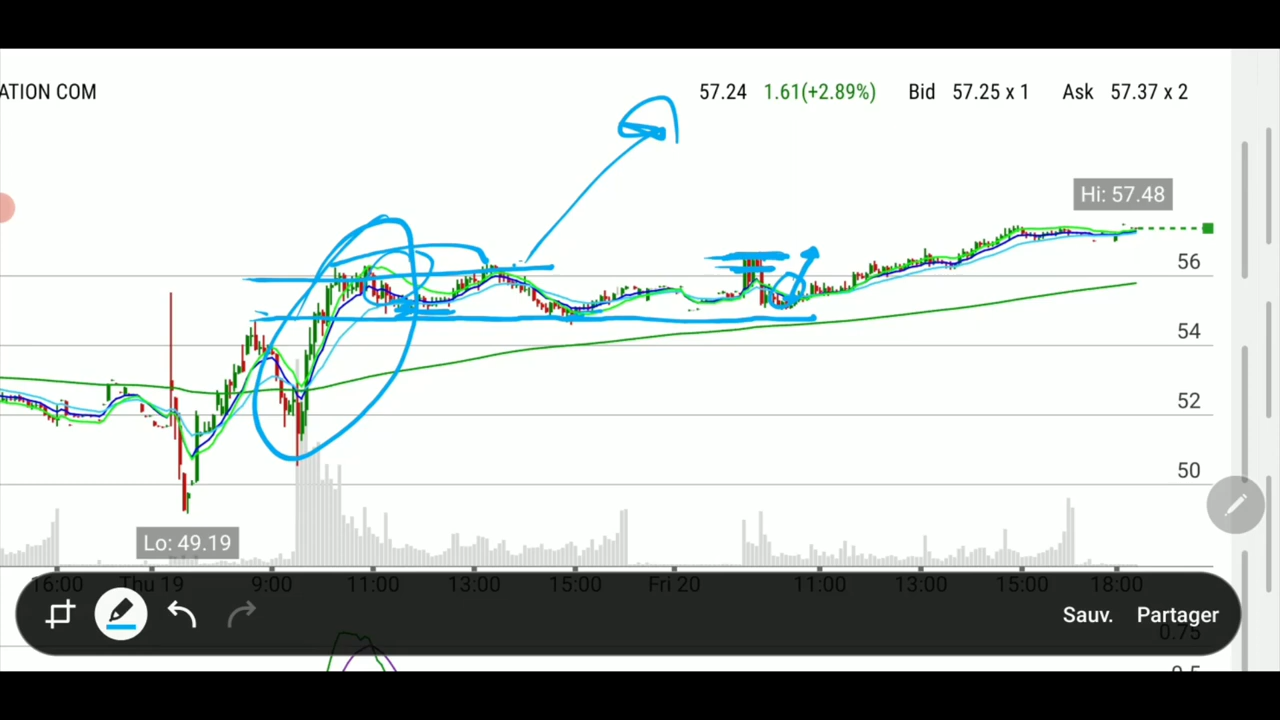 ATION COM 57.24 1.61(+2.89%) Bid 57.25 x 1 Ask 57.37 x 2
Hi: 57.48
56
54
52
50
Lo: 49.19
16:00 Thu 19 9:00 11:00 13:00 15:00 Fri 20 11:00 13:00 15:00 18:00
Sauv. Partager
0.75